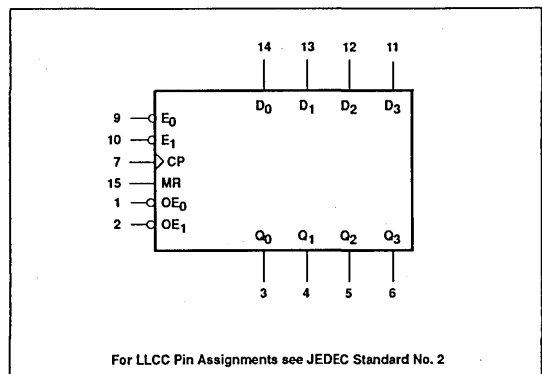 14 13 12 11
D0 D1 D2 D3
9 E0
10 E1
7 CP
15 MR
1 OE0
2 OE1
Q0 Q1 Q2 Q3
3 4 5 6
For LLCC Pin Assignments see JEDEC Standard No. 2